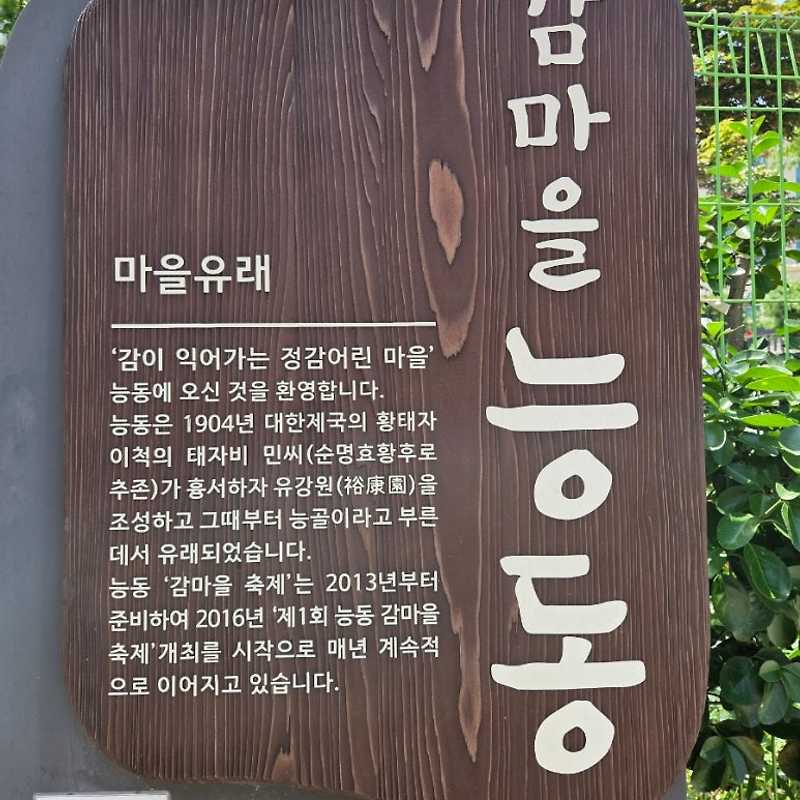 감마을 능동
마을유래
‘감이 익어가는 정감어린 마을’
능동에 오신 것을 환영합니다.
능동은 1904년 대한제국의 황태자
이척의 태자비 민씨(순명효황후로
추존)가 흉서하자 유강원(裕康園)을
조성하고 그때부터 능골이라고 부른
데서 유래되었습니다.
능동 ‘감마을 축제’는 2013년부터
준비하여 2016년 ‘제1회 능동 감마을
축제’개최를 시작으로 매년 계속적
으로 이어지고 있습니다.